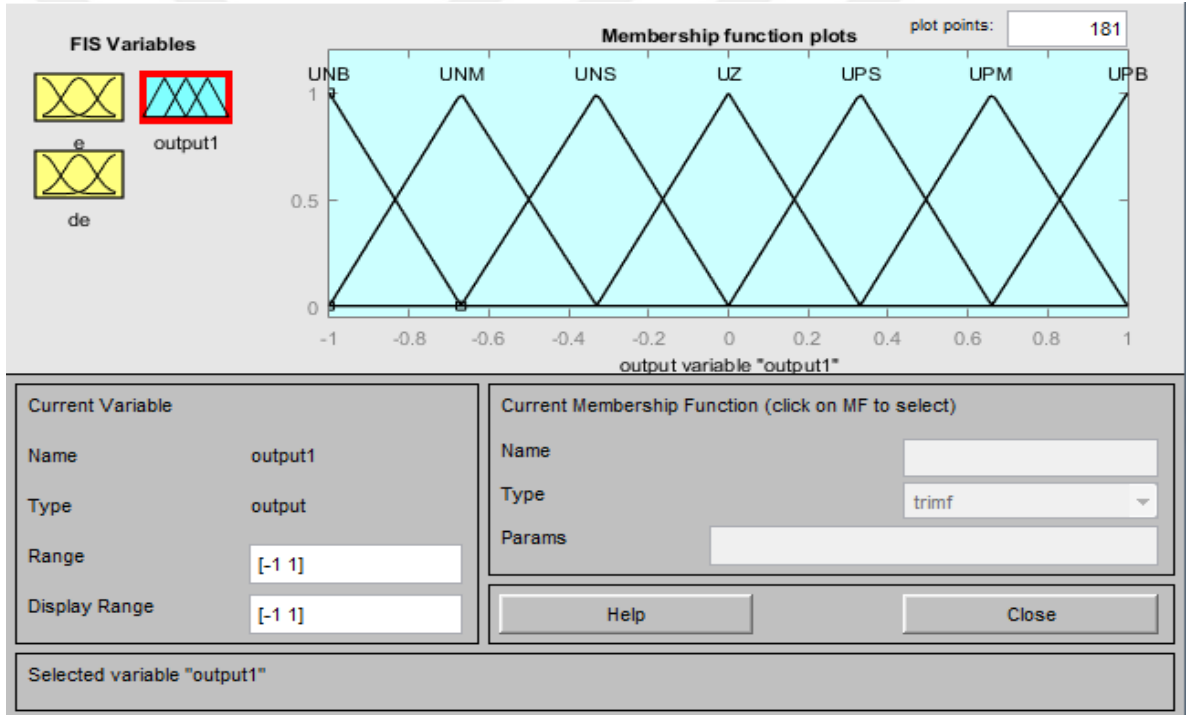 FIS Variables
Membership function plots
plot points:
181
e
output1
de
UNB UNM UNS UZ UPS UPM UPB
1
0.5
0
-1 -0.8 -0.6 -0.4 -0.2 0 0.2 0.4 0.6 0.8 1
output variable "output1"
Current Variable
Name output1
Type output
Range [-1 1]
Display Range [-1 1]
Current Membership Function (click on MF to select)
Name
Type trimf
Params
Help Close
Selected variable "output1"